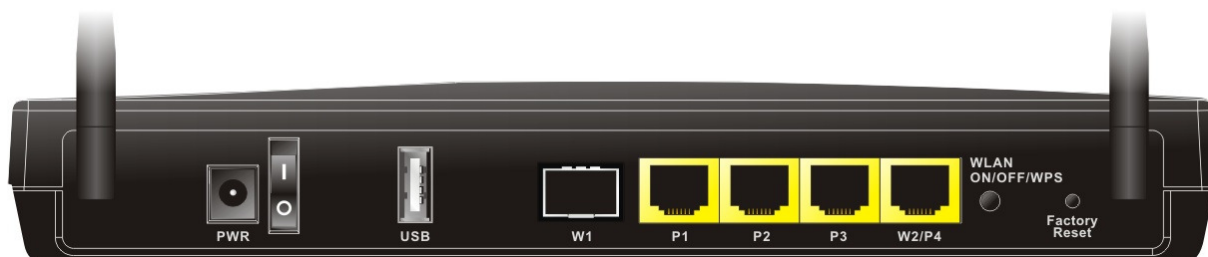 PWR
I
O
USB
W1
P1
P2
P3
W2/P4
WLAN
ON/OFF/WPS
Factory
Reset